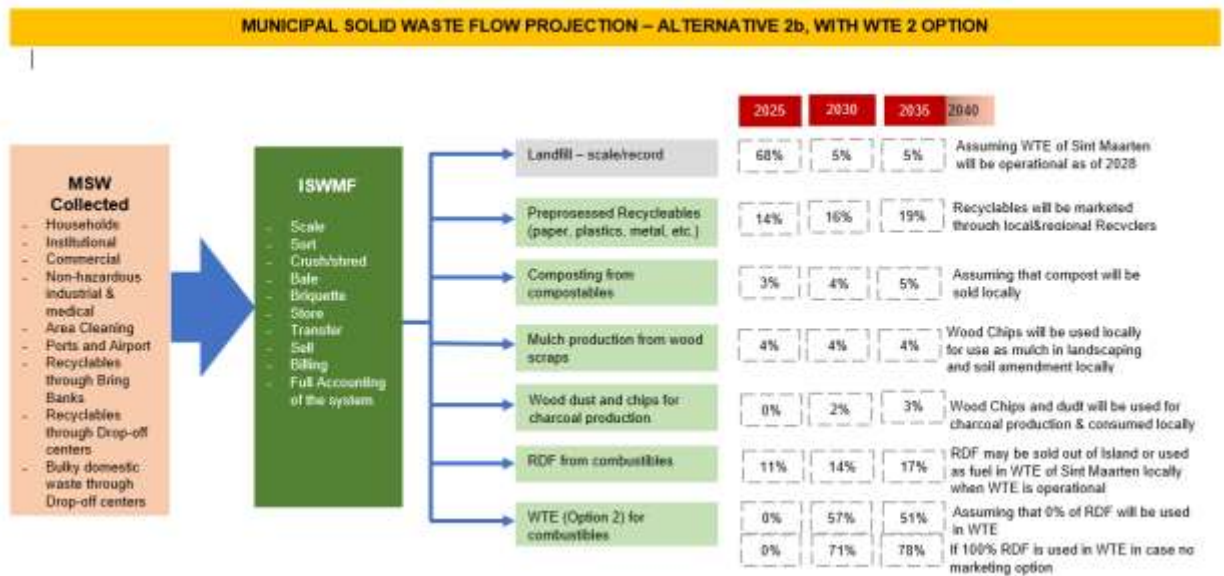 MUNICIPAL SOLID WASTE FLOW PROJECTION – ALTERNATIVE 2b, WITH WTE 2 OPTION
2025 2030 2035 2040
MSW
Collected
- Households
- Institutional
- Commercial
- Non-hazardous
industrial &
medical
- Area Cleaning
- Ports and Airport
- Recyclables
through Bring
Banks
- Recyclables
through Drop-off
centers
- Bulky domestic
waste through
Drop-off centers
ISWMF
- Scale
- Sort
- Crush/shred
- Bale
- Briquette
- Store
- Transfer
- Sell
- Billing
- Full Accounting
of the system
Landfill – scale/record
68% 5% 5%
Assuming WTE of Sint Maarten
will be operational as of 2028
Preprosessed Recycleables
(paper, plastics, metal, etc.)
14% 16% 19%
Recyclables will be marketed
through local&regional Recyclers
Composting from
compostables
3% 4% 5%
Assuming that compost will be
sold locally
Mulch production from wood
scraps
4% 4% 4%
Wood Chips will be used locally
for use as mulch in landscaping
and soil amendment locally
Wood dust and chips for
charcoal production
0% 2% 3%
Wood Chips and dudt will be used for
charcoal production & consumed locally
RDF from combustibles
11% 14% 17%
RDF may be sold out of Island or used
as fuel in WTE of Sint Maarten locally
when WTE is operational
WTE (Option 2) for
combustibles
0% 57% 51%
Assuming that 0% of RDF will be used
in WTE
0% 71% 78%
If 100% RDF is used in WTE in case no
marketing option